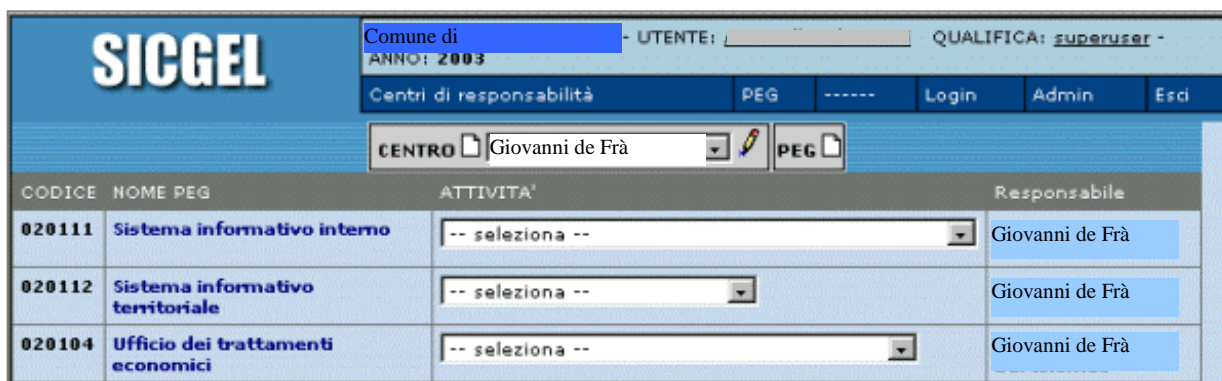 SICGEL
Comune di - UTENTE: QUALIFICA: superuser -
ANNO: 2003
Centri di responsabilità PEG ------ Login Admin Esci
CENTRO Giovanni de Frà PEG
CODICE NOME PEG ATTIVITA' Responsabile
020111 Sistema informativo interno -- seleziona -- Giovanni de Frà
020112 Sistema informativo -- seleziona -- Giovanni de Frà
territoriale
020104 Ufficio dei trattamenti -- seleziona -- Giovanni de Frà
economici